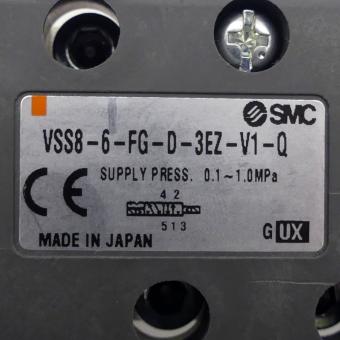 SMC
VSS8-6-FG-D-3EZ-V1-Q
SUPPLY PRESS. 0.1~1.0MPa
CE
4 2
5 1 3
MADE IN JAPAN
G UX